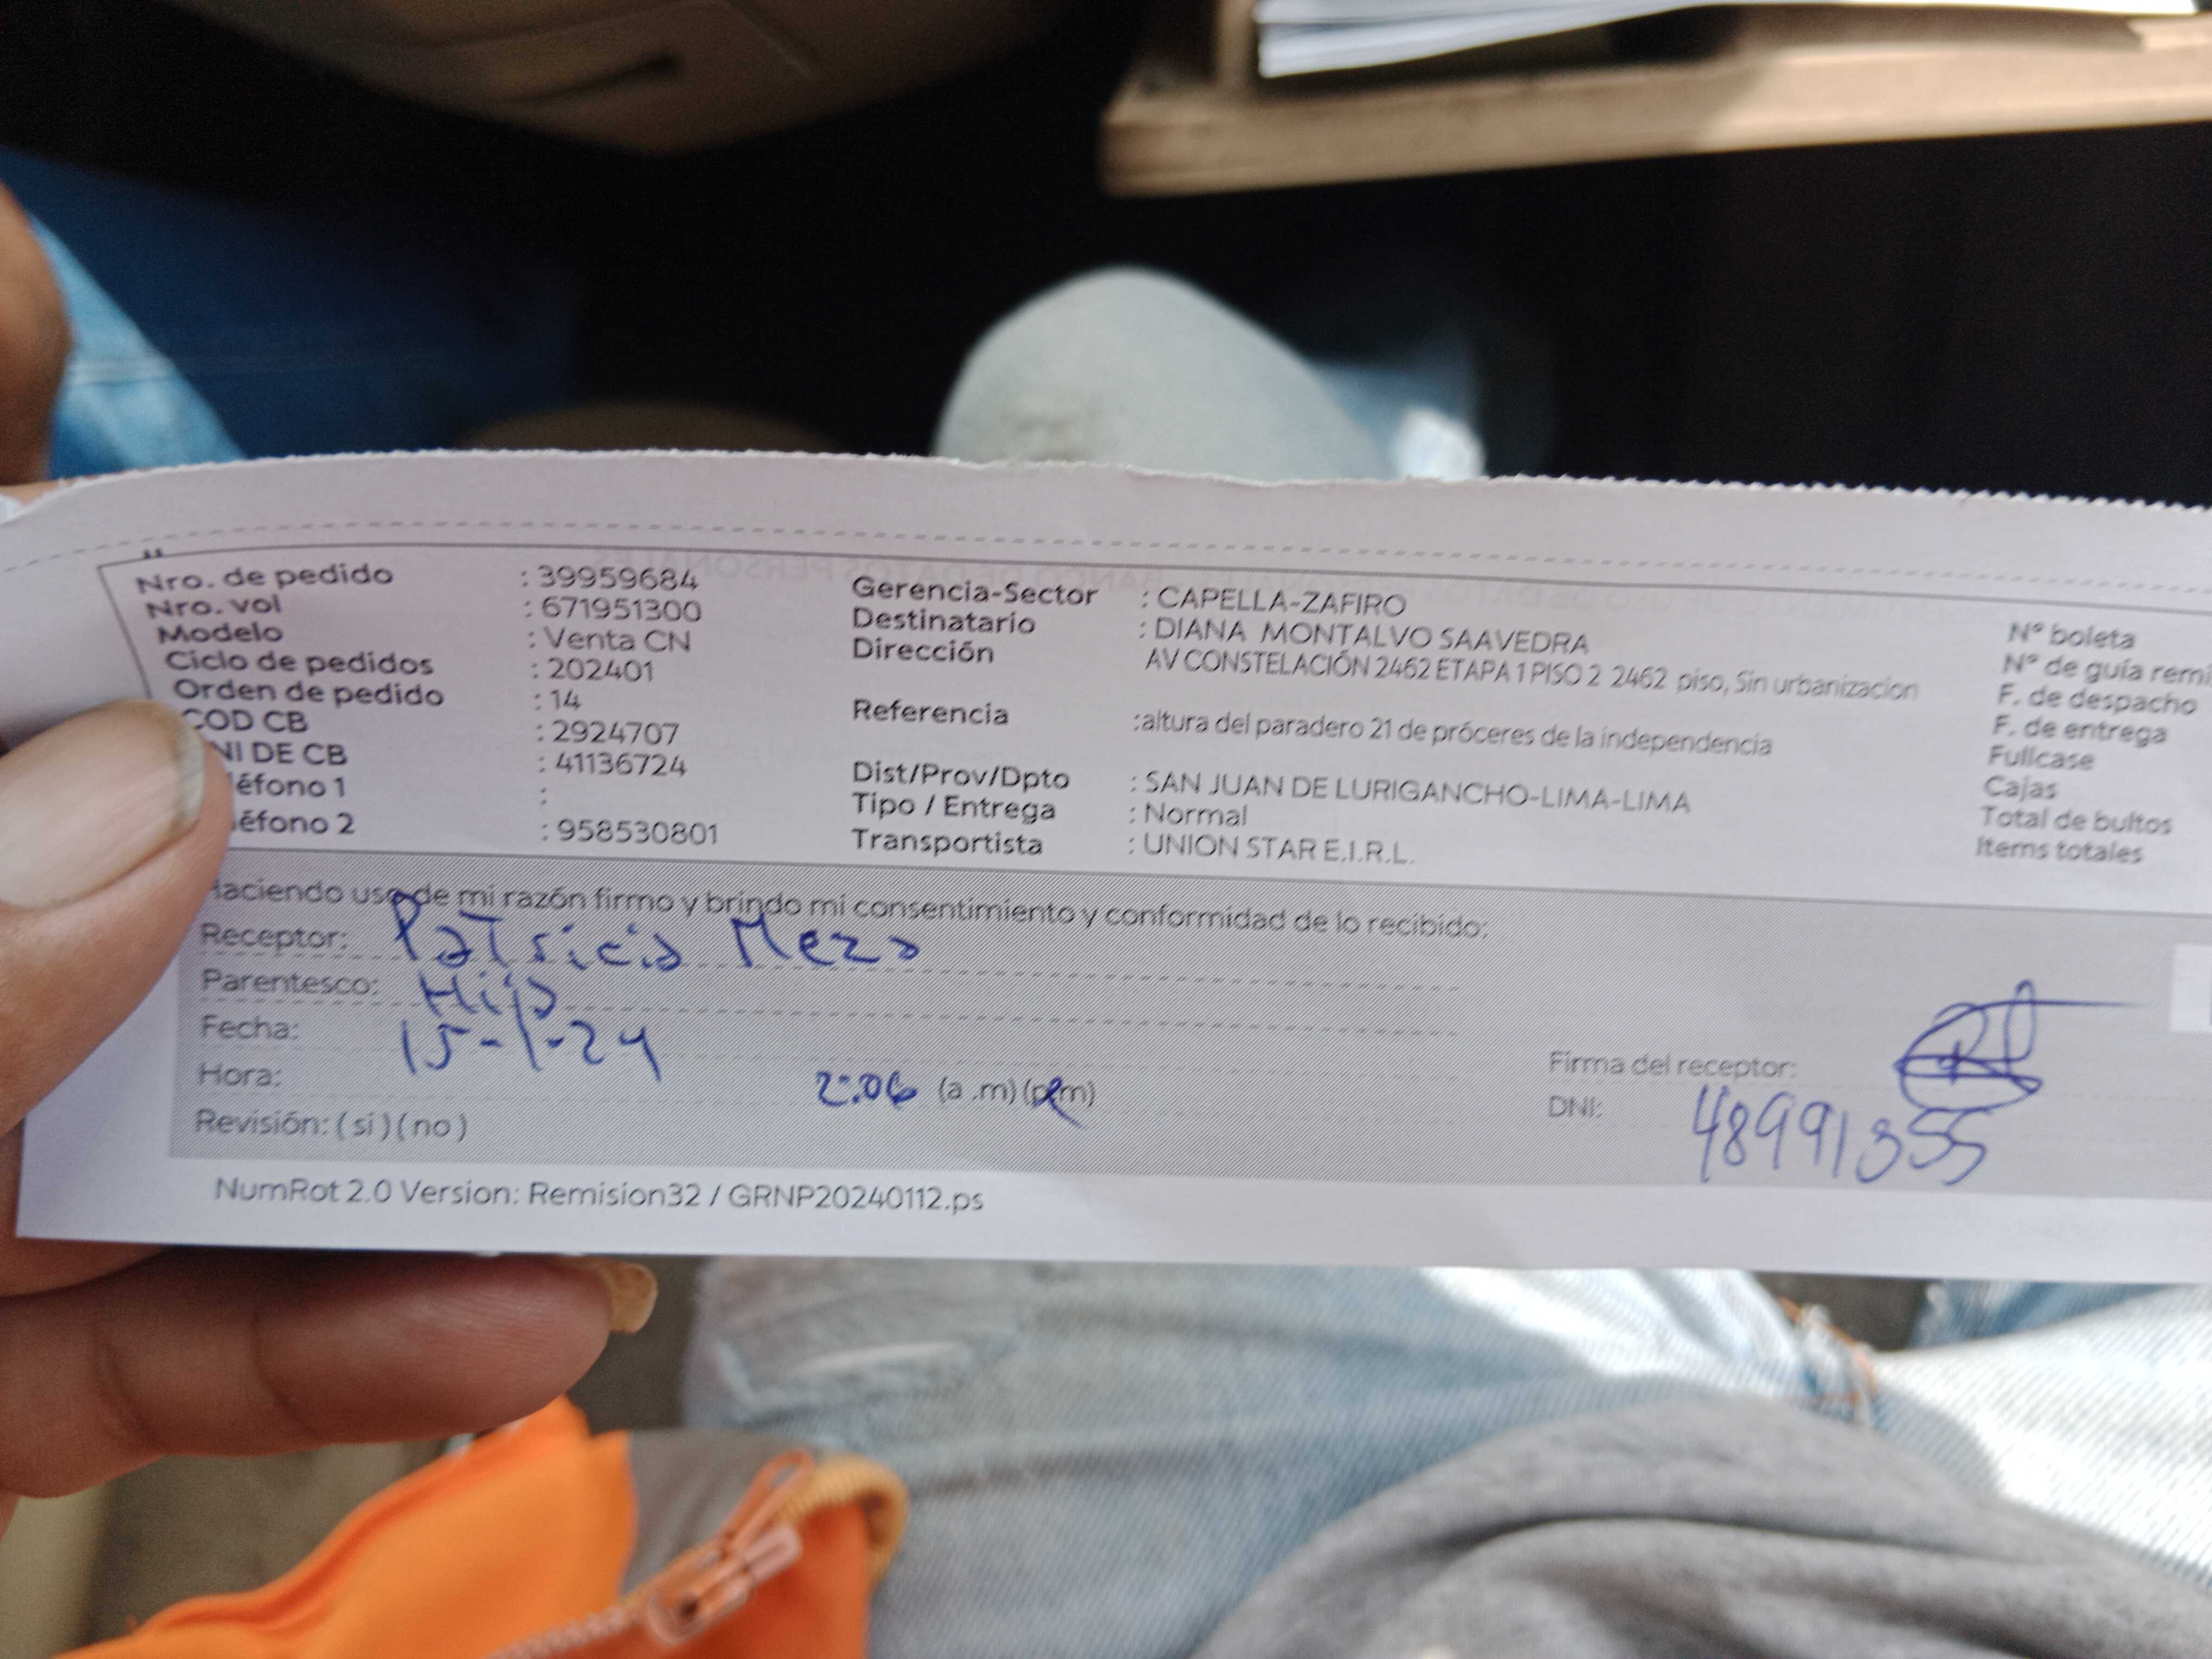 Nro. de pedido : 39959684
Nro. vol : 671951300
Modelo : Venta CN
Ciclo de pedidos : 202401
Orden de pedido : 14
COD CB : 2924707
NI DE CB : 41136724
éfono 1 :
éfono 2 : 958530801
Gerencia-Sector : CAPELLA-ZAFIRO
Destinatario : DIANA MONTALVO SAAVEDRA
Dirección AV CONSTELACIÓN 2462 ETAPA 1 PISO 2 2462 piso, Sin urbanizacion
Referencia :altura del paradero 21 de próceres de la independencia
Dist/Prov/Dpto : SAN JUAN DE LURIGANCHO-LIMA-LIMA
Tipo / Entrega : Normal
Transportista : UNION STAR E.I.R.L.
N° boleta
N° de guía remi
F. de despacho
F. de entrega
Fullcase
Cajas
Total de bultos
Items totales
Haciendo uso de mi razón firmo y brindo mi consentimiento y conformidad de lo recibido:
Receptor: Patricia Meza
Parentesco: Hija
Fecha: 15-1-24
Hora: 2:06 (a .m) (p.m)
Revisión: ( si ) ( no )
Firma del receptor:
DNI: 48991355
NumRot 2.0 Version: Remision32 / GRNP20240112.ps